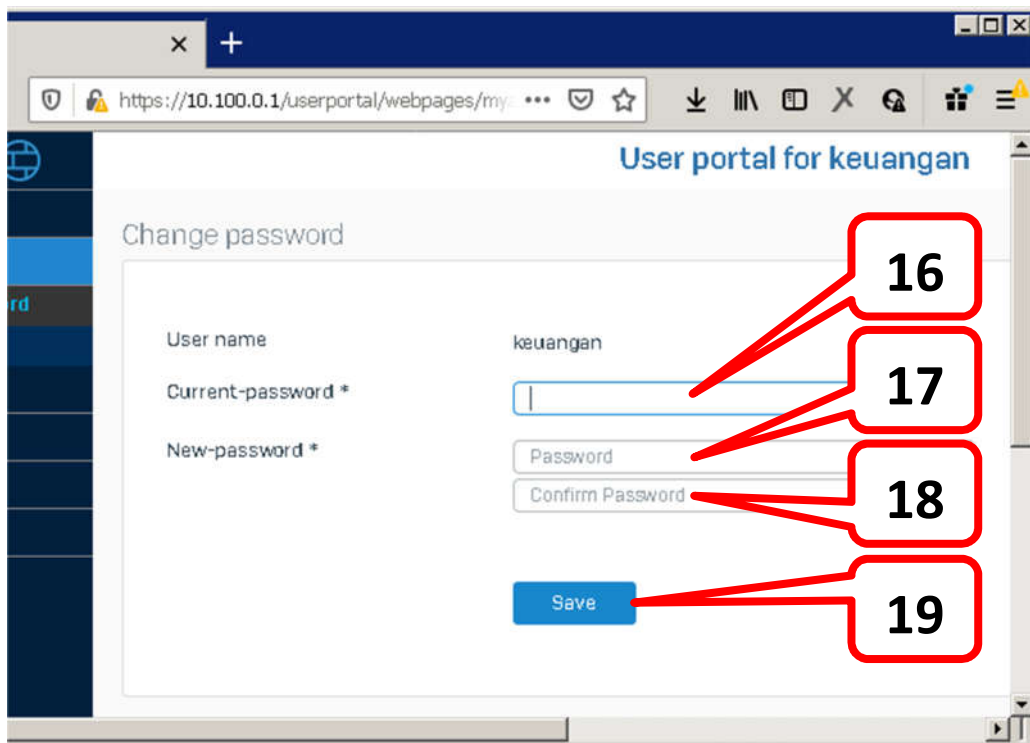 https://10.100.0.1/userportal/webpages/my
User portal for keuangan
Change password
rd
User name
keuangan
Current-password *
New-password *
Password
Confirm Password
Save
16
17
18
19